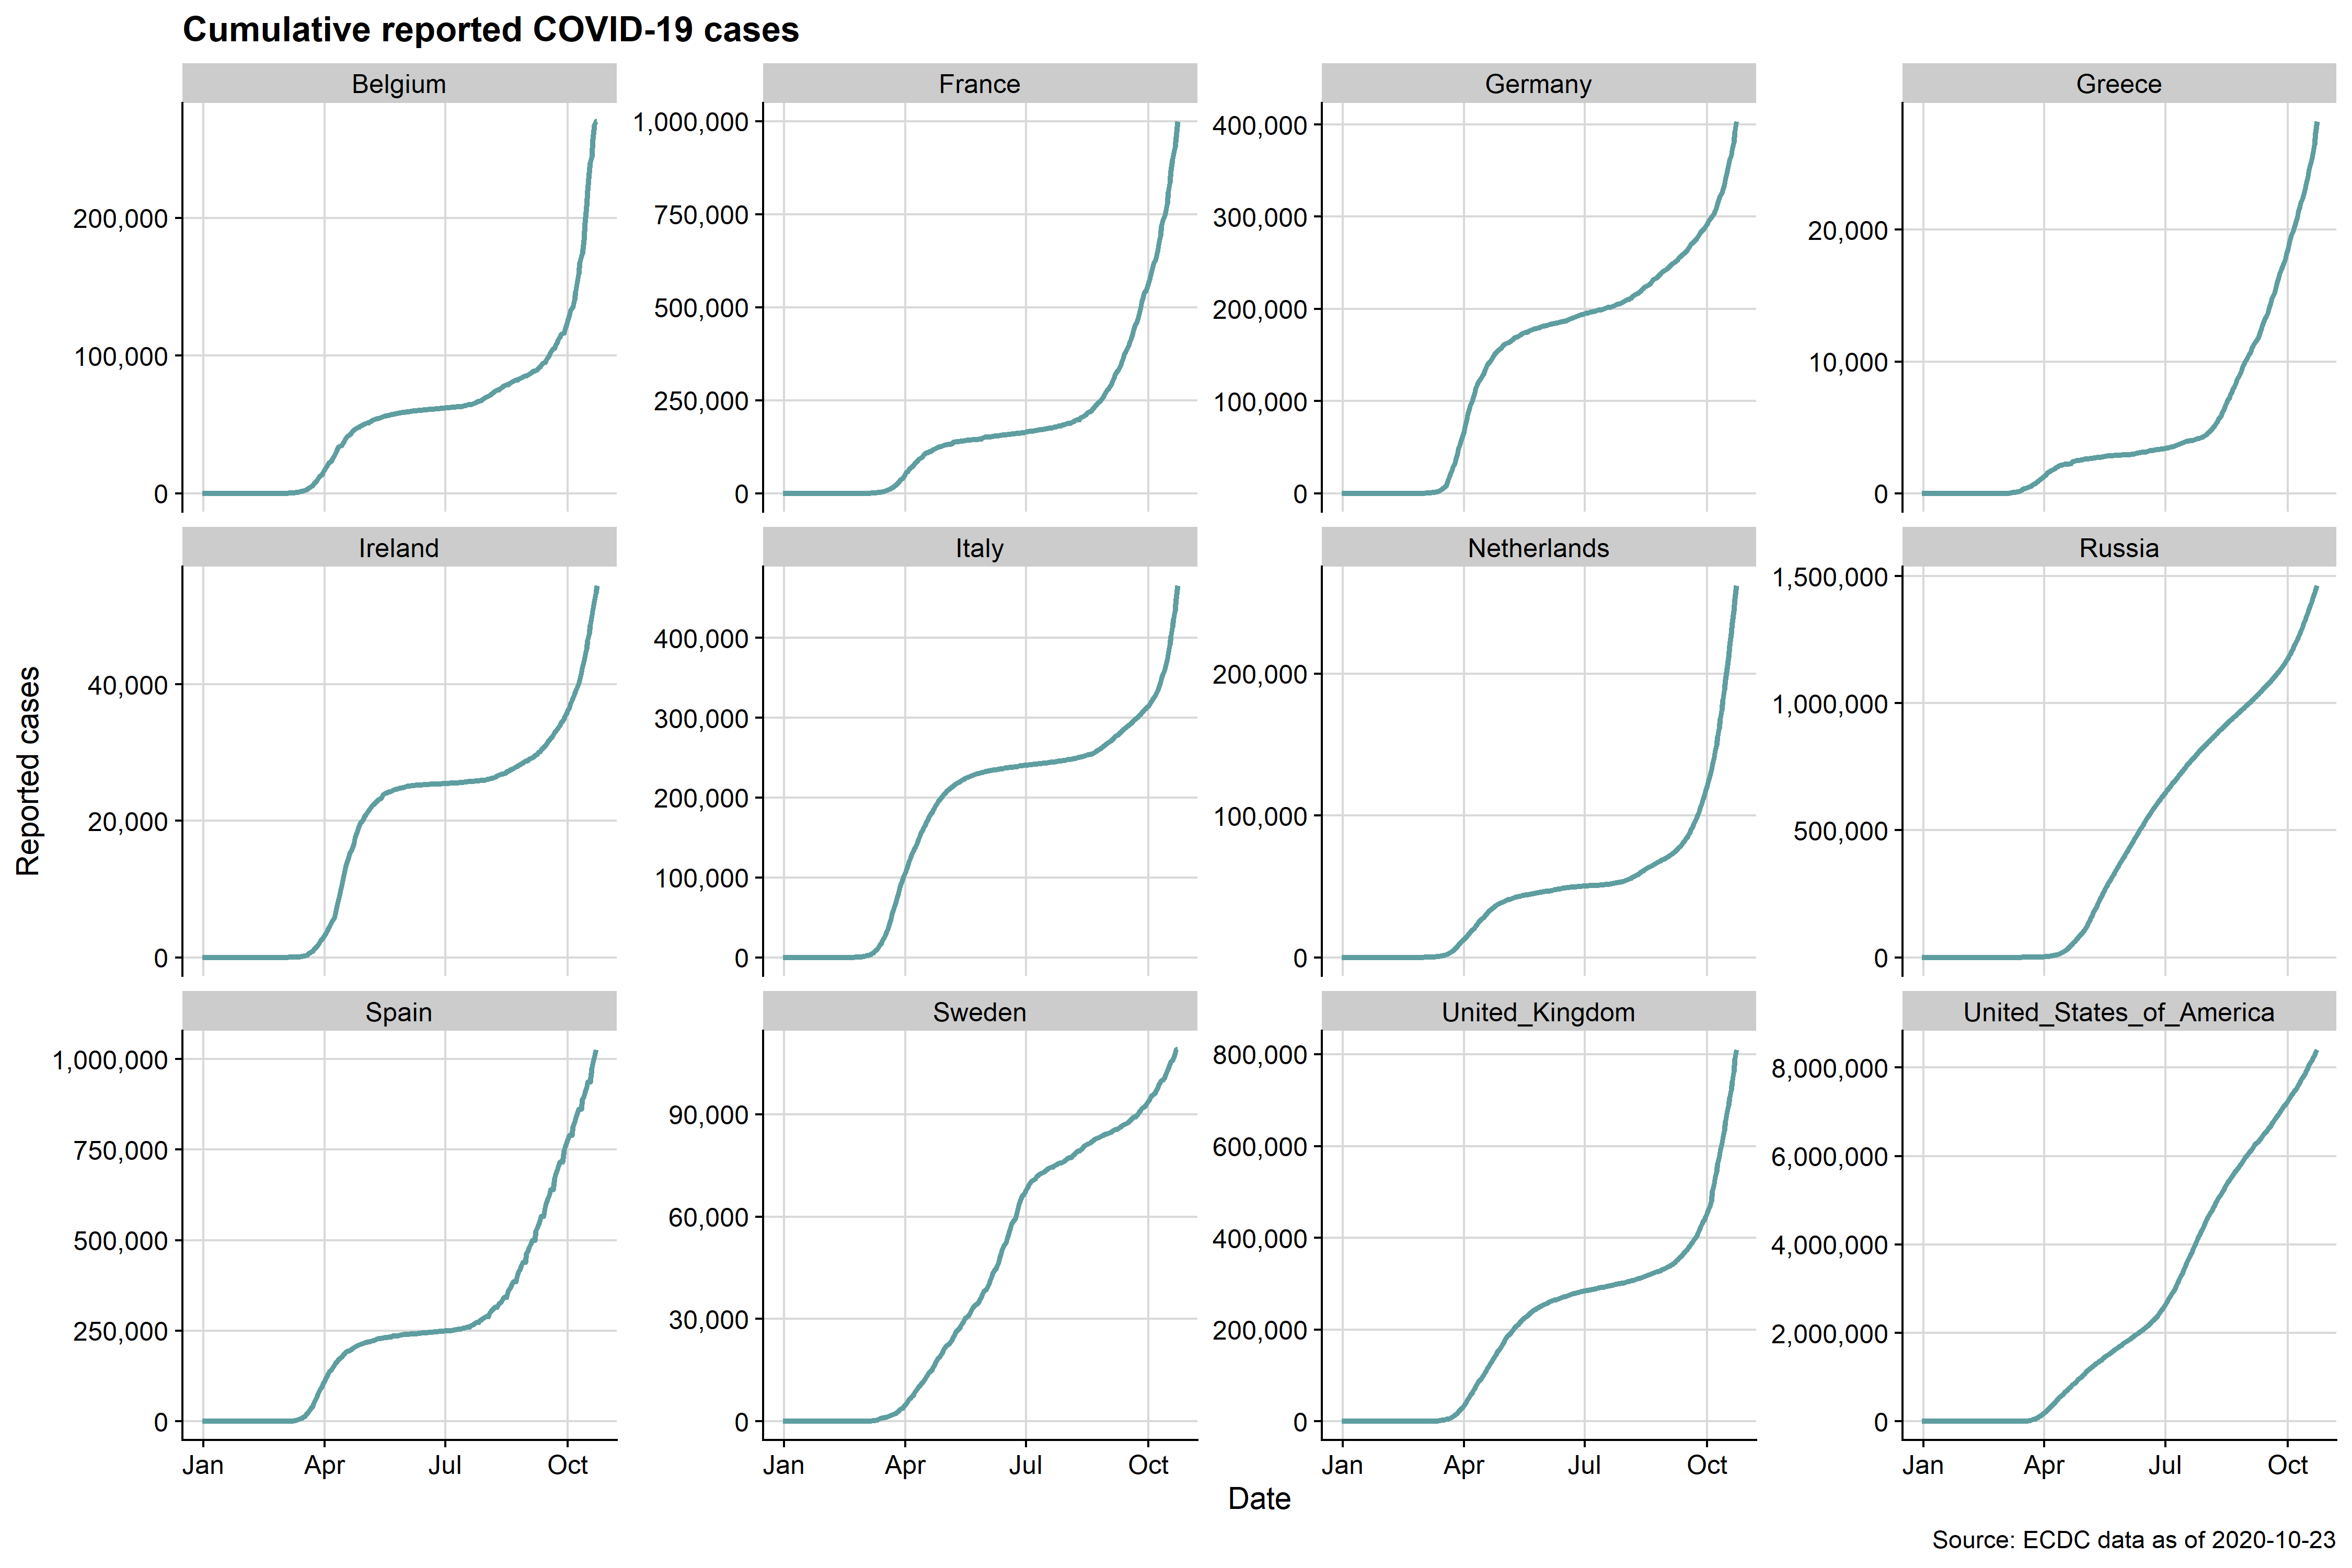 Cumulative reported COVID-19 cases
Belgium
France
Germany
Greece
200,000
100,000
0
1,000,000
750,000
500,000
250,000
0
400,000
300,000
200,000
100,000
0
20,000
10,000
0
Ireland
Italy
Netherlands
Russia
40,000
20,000
0
400,000
300,000
200,000
100,000
0
200,000
100,000
0
1,500,000
1,000,000
500,000
0
Reported cases
Spain
Sweden
United_Kingdom
United_States_of_America
1,000,000
750,000
500,000
250,000
0
90,000
60,000
30,000
0
800,000
600,000
400,000
200,000
0
8,000,000
6,000,000
4,000,000
2,000,000
0
Jan Apr Jul Oct
Jan Apr Jul Oct
Jan Apr Jul Oct
Jan Apr Jul Oct
Date
Source: ECDC data as of 2020-10-23